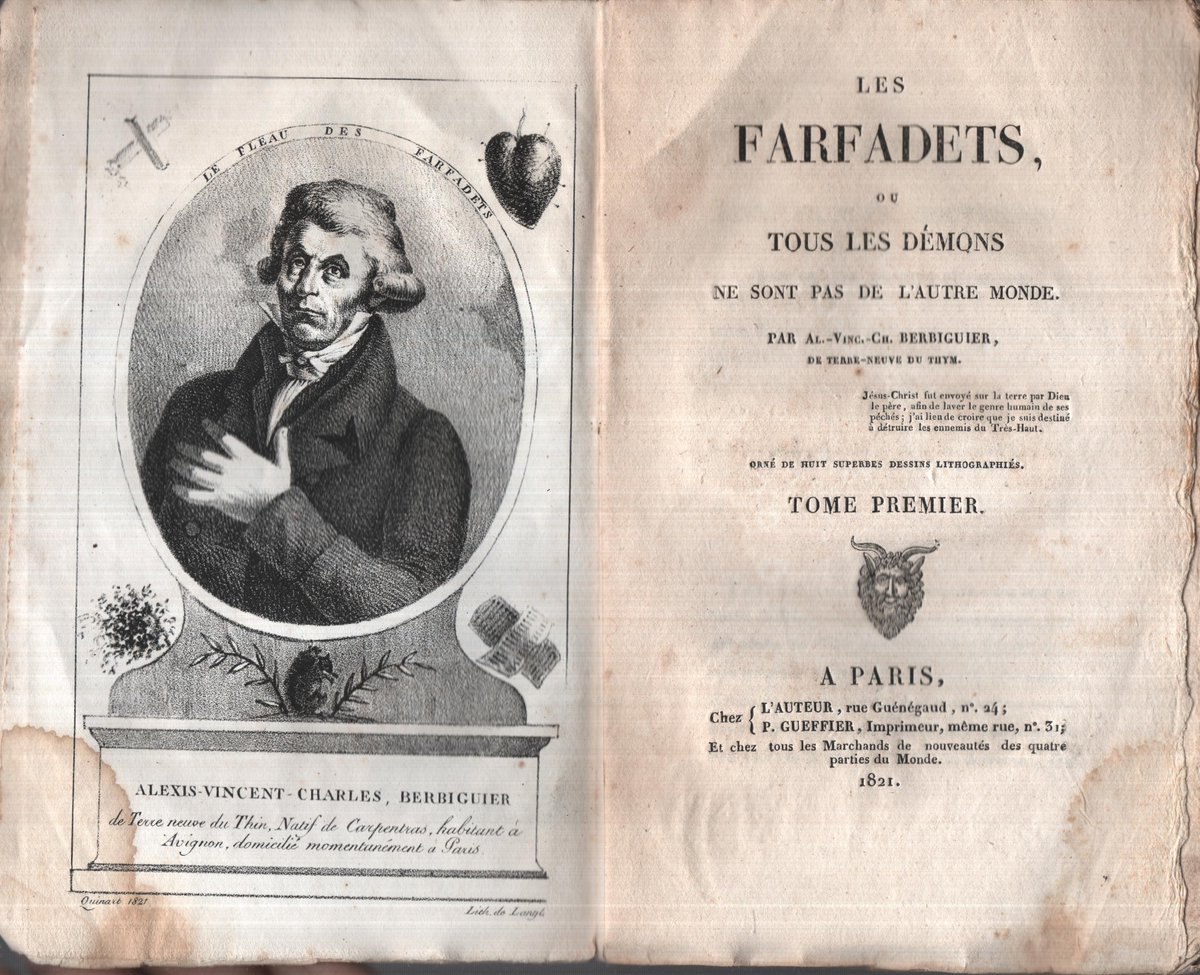 LE FLEAU DES FARFADETS
ALEXIS-VINCENT-CHARLES, BERBIGUIER
de Terre neuve du Thin, Natif de Carpentras, habitant à
Avignon, domicilié momentanément a Paris.
Quinart 1821
Lith. de Langl.
LES
FARFADETS,
OU
TOUS LES DÉMONS
NE SONT PAS DE L'AUTRE MONDE.
PAR AL.-VINC.-CH. BERBIGUIER,
DE TERRE-NEUVE DU THYM.
Jésus-Christ fut envoyé sur la terre par Dieu
le père, afin de laver le genre humain de ses
péchés; j'ai lieu de croire que je suis destiné
à détruire les ennemis du Très-Haut.
ORNÉ DE HUIT SUPERBES DESSINS LITHOGRAPHIÉS.
TOME PREMIER.
A PARIS,
Chez { L'AUTEUR, rue Guénégaud, n°. 24;
P. GUEFFIER, Imprimeur, même rue, n°. 31;
Et chez tous les Marchands de nouveautés des quatre
parties du Monde.
1821.